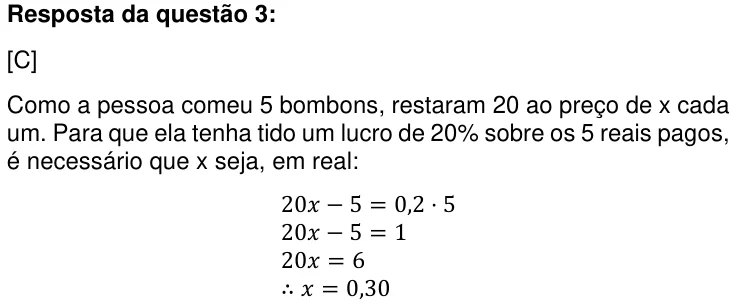 Resposta da questão 3:
[C]
Como a pessoa comeu 5 bombons, restaram 20 ao preço de x cada
um. Para que ela tenha tido um lucro de 20% sobre os 5 reais pagos,
é necessário que x seja, em real:
20x − 5 = 0,2 · 5
20x − 5 = 1
20x = 6
∴ x = 0,30